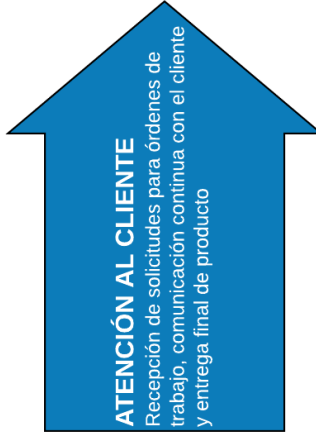 ATENCIÓN AL CLIENTE
Recepción de solicitudes para órdenes de
trabajo, comunicación continua con el cliente
y entrega final de producto